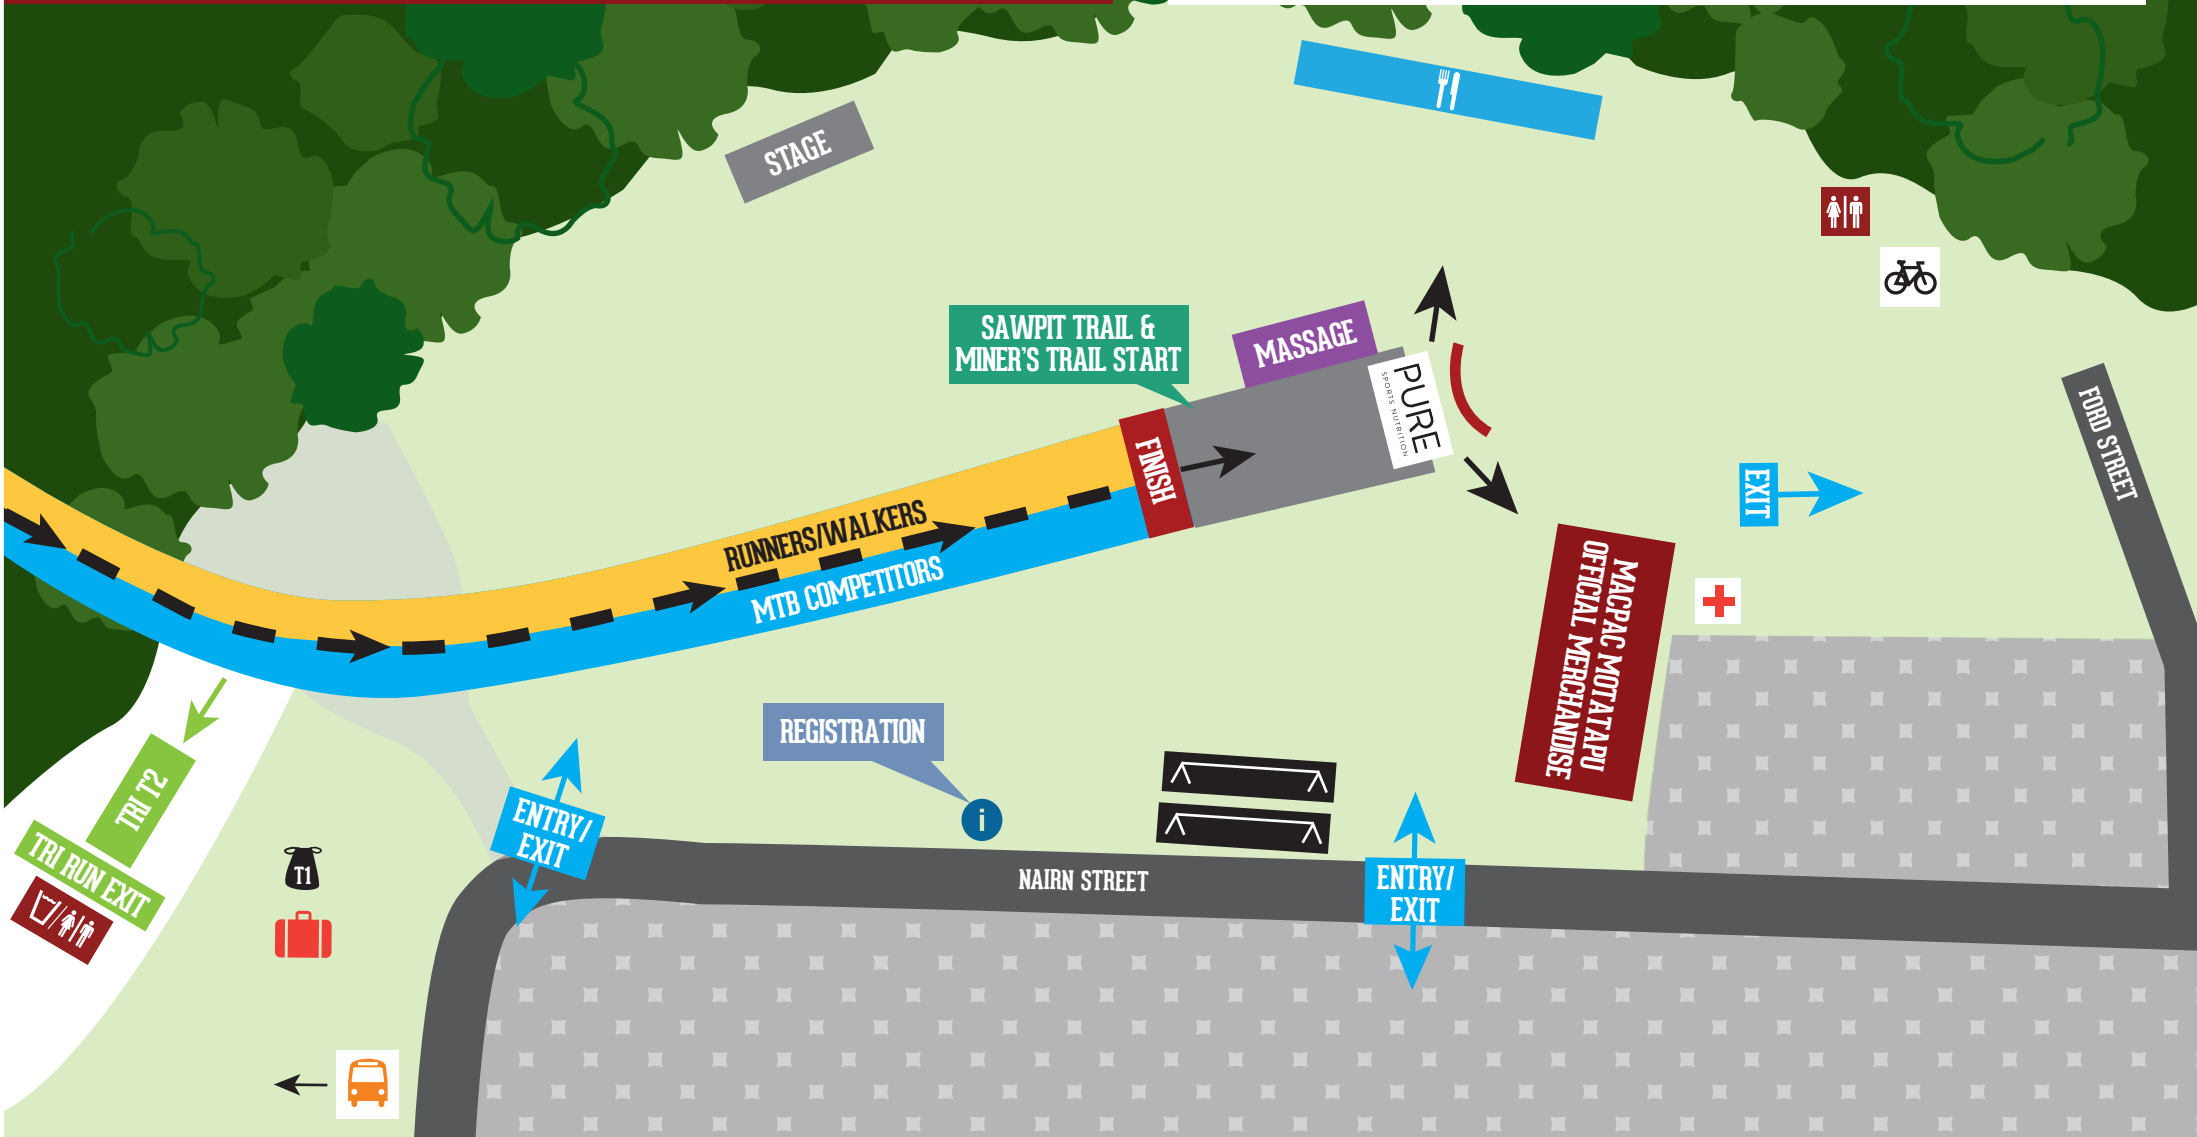 STAGE
SAWPIT TRAIL &
MINER'S TRAIL START
MASSAGE
PURE
SPORTS NUTRITION
FINISH
FORD STREET
EXIT
RUNNERS/WALKERS
MTB COMPETITORS
MACPAC MOTATAPU
OFFICIAL MERCHANDISE
REGISTRATION
i
TRI T2
TRI RUN EXIT
ENTRY/
EXIT
T1
NAIRN STREET
ENTRY/
EXIT